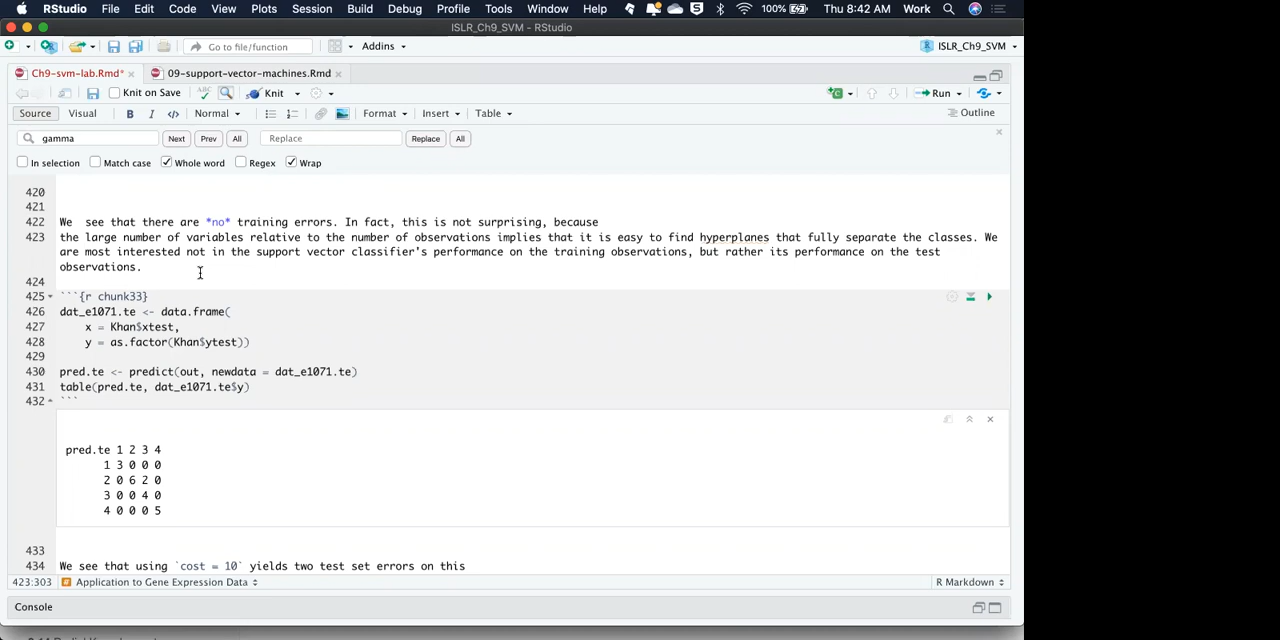 RStudio File Edit Code View Plots Session Build Debug Profile Tools Window Help 100% Thu 8:42 AM Work
ISLR_Ch9_SVM - RStudio
Go to file/function Addins ISLR_Ch9_SVM
Ch9-svm-lab.Rmd* 09-support-vector-machines.Rmd
Knit on Save ABC Knit Run
Source Visual B I </> Normal Format Insert Table Outline
gamma Next Prev All Replace Replace All
In selection Match case Whole word Regex Wrap
420
421
422 We  see that there are *no* training errors. In fact, this is not surprising, because
423 the large number of variables relative to the number of observations implies that it is easy to find hyperplanes that fully separate the classes. We
are most interested not in the support vector classifier's performance on the training observations, but rather its performance on the test
observations.
424
425 ```{r chunk33}
426 dat_e1071.te <- data.frame(
427 x = Khan$xtest,
428 y = as.factor(Khan$ytest))
429
430 pred.te <- predict(out, newdata = dat_e1071.te)
431 table(pred.te, dat_e1071.te$y)
432 ```
pred.te 1 2 3 4
1 3 0 0 0
2 0 6 2 0
3 0 0 4 0
4 0 0 0 5
433
434 We see that using `cost = 10` yields two test set errors on this
423:303 Application to Gene Expression Data R Markdown
Console